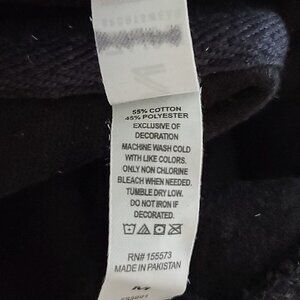 55% COTTON
45% POLYESTER
EXCLUSIVE OF
DECORATION
MACHINE WASH COLD
WITH LIKE COLORS.
ONLY NON CHLORINE
BLEACH WHEN NEEDED.
TUMBLE DRY LOW.
DO NOT IRON IF
DECORATED.
RN# 155573
MADE IN PAKISTAN